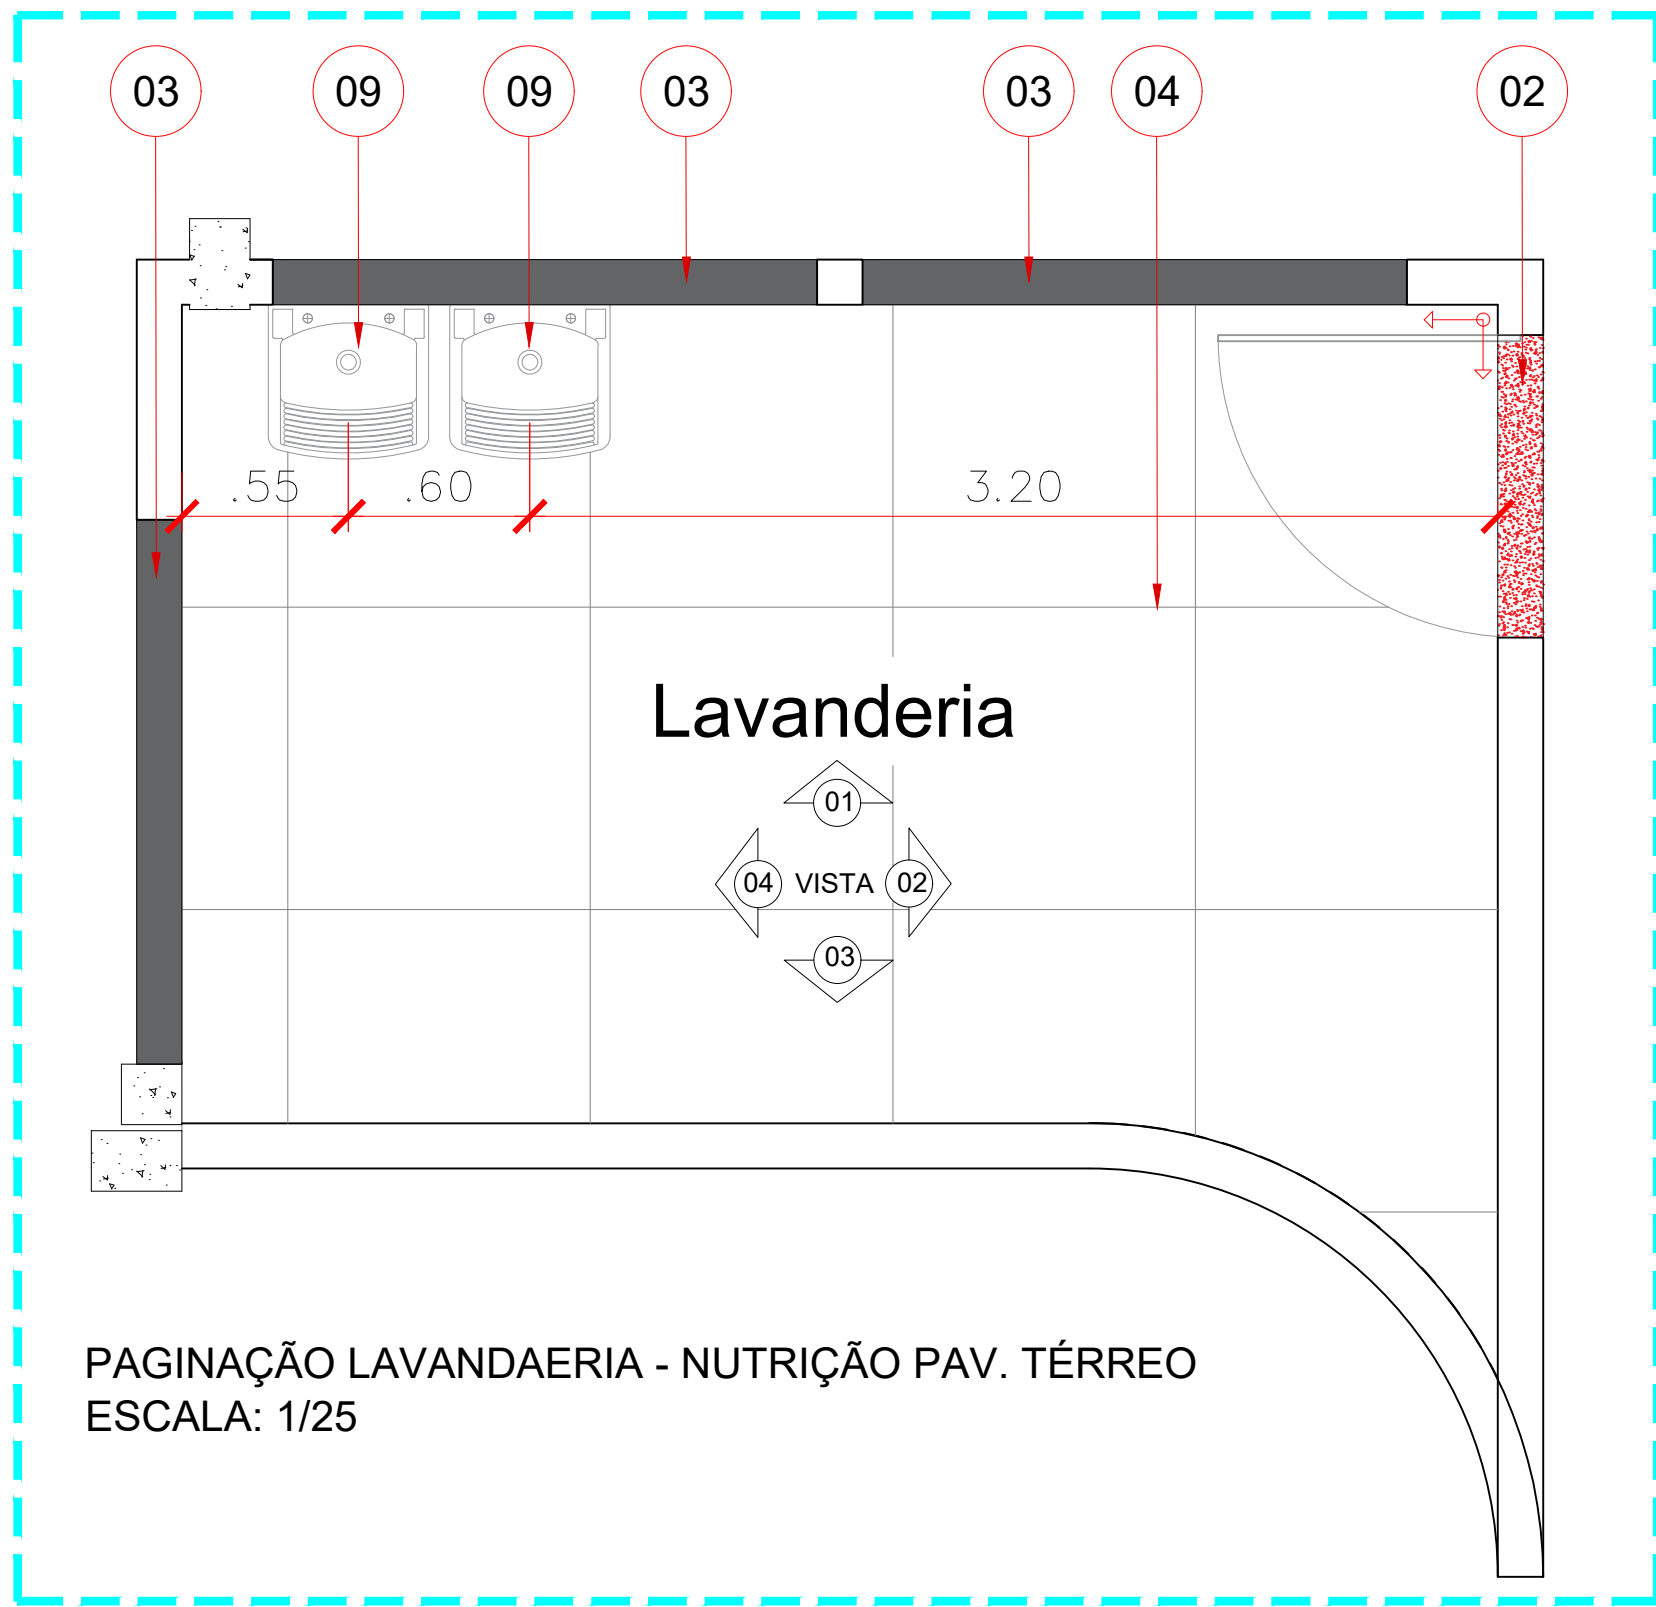 03 09 09 03 03 04 02
.55 .60 3.20
Lavanderia
01
04 VISTA 02
03
PAGINAÇÃO LAVANDAERIA - NUTRIÇÃO PAV. TÉRREO
ESCALA: 1/25